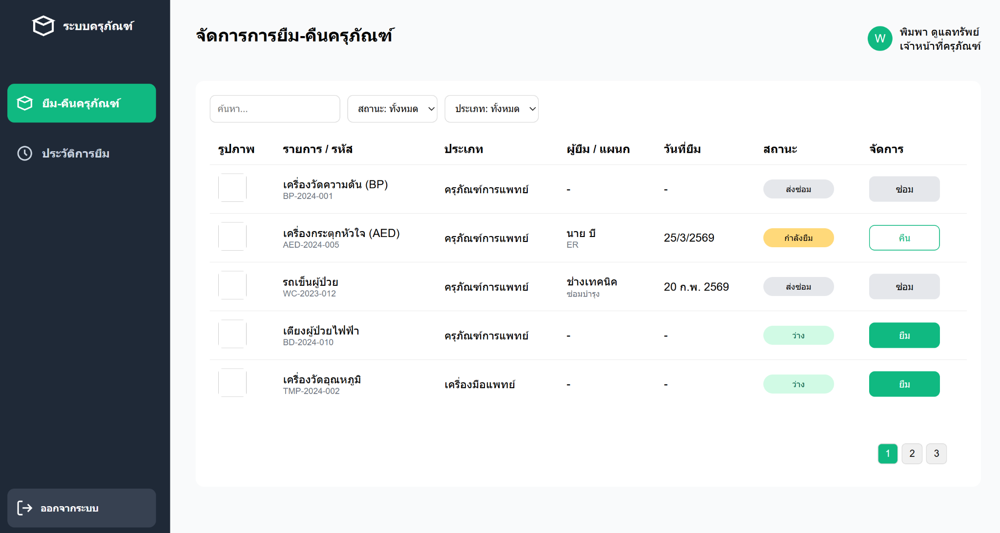 ระบบครุภัณฑ์
ยืม-คืนครุภัณฑ์
ประวัติการยืม
ออกจากระบบ
จัดการการยืม-คืนครุภัณฑ์
W
พิมพา ดูแลทรัพย์
เจ้าหน้าที่ครุภัณฑ์
ค้นหา...
สถานะ: ทั้งหมด
ประเภท: ทั้งหมด
รูปภาพ รายการ / รหัส ประเภท ผู้ยืม / แผนก วันที่ยืม สถานะ จัดการ
เครื่องวัดความดัน (BP) ครุภัณฑ์การแพทย์ - - ส่งซ่อม ซ่อม
BP-2024-001
เครื่องกระตุกหัวใจ (AED) ครุภัณฑ์การแพทย์ นาย บี 25/3/2569 กำลังยืม คืน
AED-2024-005 ER
รถเข็นผู้ป่วย ครุภัณฑ์การแพทย์ ช่างเทคนิค 20 ก.พ. 2569 ส่งซ่อม ซ่อม
WC-2023-012 ซ่อมบำรุง
เตียงผู้ป่วยไฟฟ้า ครุภัณฑ์การแพทย์ - - ว่าง ยืม
BD-2024-010
เครื่องวัดอุณหภูมิ เครื่องมือแพทย์ - - ว่าง ยืม
TMP-2024-002
1 2 3